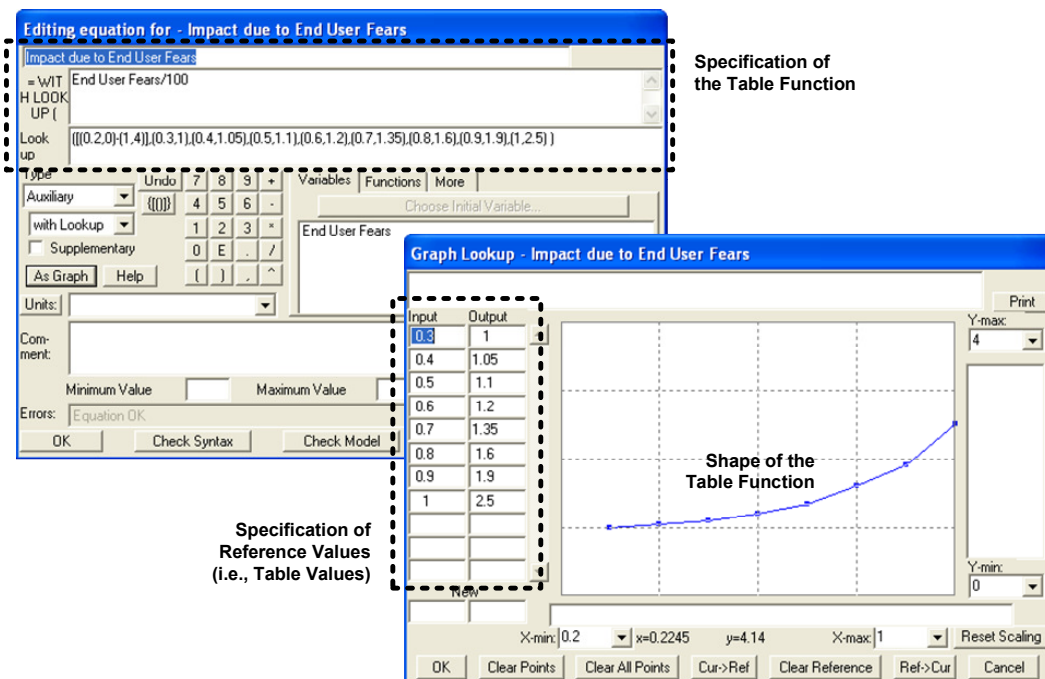 Editing equation for - Impact due to End User Fears
Impact due to End User Fears
= WIT
H LOOK
UP (
End User Fears/100
Look
up
([(0.2,0)-(1,4)],(0.3,1),(0.4,1.05),(0.5,1.1),(0.6,1.2),(0.7,1.35),(0.8,1.6),(0.9,1.9),(1,2.5) )
Specification of
the Table Function
Type
Undo 7 8 9 +
Variables Functions More
Auxiliary
{[()]} 4 5 6 -
Choose Initial Variable...
with Lookup
1 2 3 *
End User Fears
Supplementary
0 E . /
As Graph Help ( ) , ^
Units:
Com-
ment:
Minimum Value Maximum Value
Errors: Equation OK
OK Check Syntax Check Model
Graph Lookup - Impact due to End User Fears
Print
Input Output
0.3 1
0.4 1.05
0.5 1.1
0.6 1.2
0.7 1.35
0.8 1.6
0.9 1.9
1 2.5
New
Y-max:
4
Shape of the
Table Function
Y-min:
0
Specification of
Reference Values
(i.e., Table Values)
X-min: 0.2 x=0.2245 y=4.14 X-max: 1 Reset Scaling
OK Clear Points Clear All Points Cur->Ref Clear Reference Ref->Cur Cancel